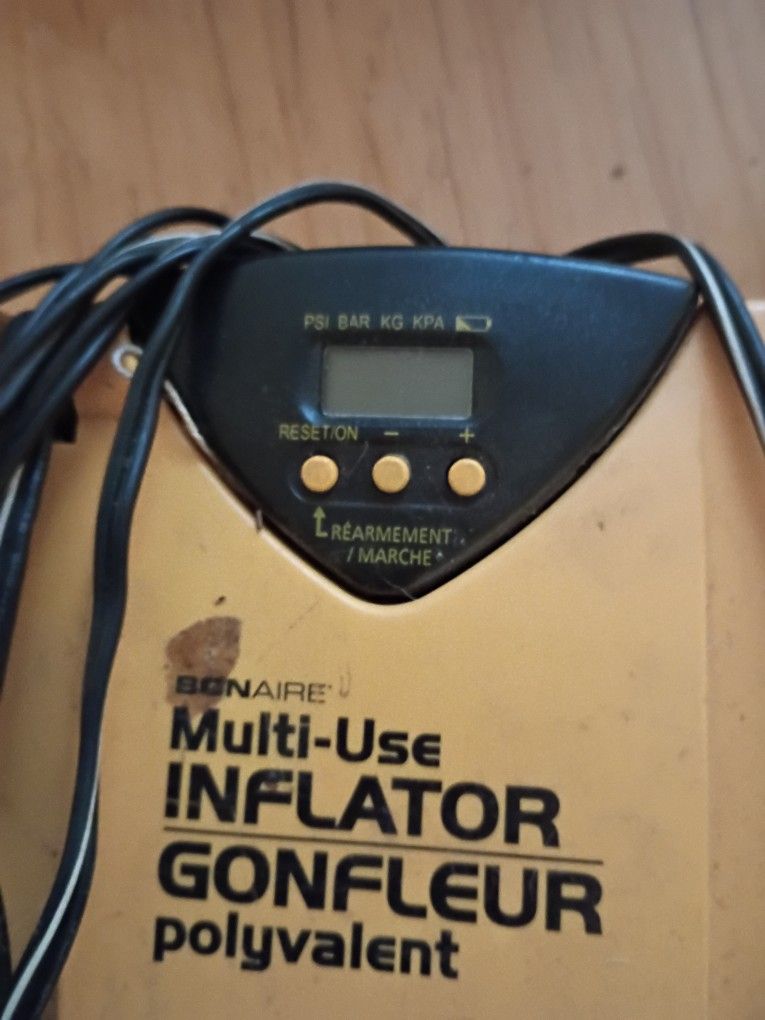 PSI BAR KG KPA
RESET/ON - +
RÉARMEMENT
/ MARCHE
BONAIRE
Multi-Use
INFLATOR
GONFLEUR
polyvalent